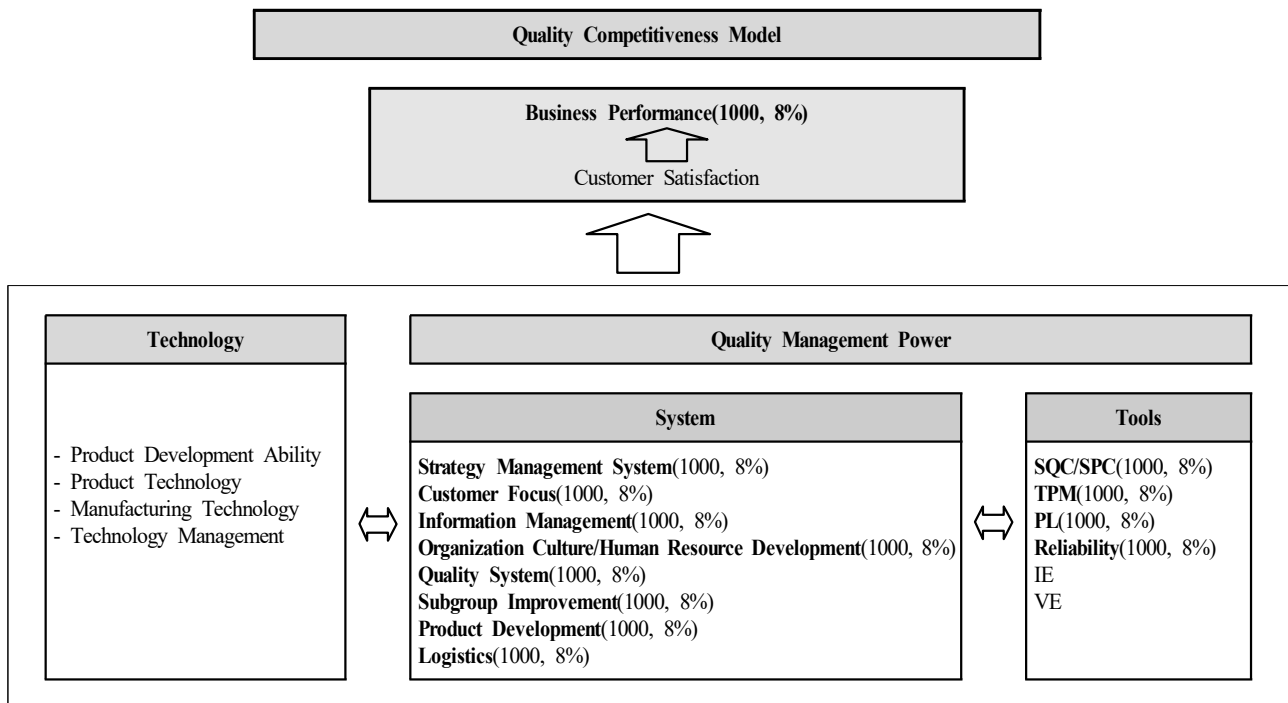 Quality Competitiveness Model
Business Performance(1000, 8%)
Customer Satisfaction
Technology
- Product Development Ability
- Product Technology
- Manufacturing Technology
- Technology Management
Quality Management Power
System
Strategy Management System(1000, 8%)
Customer Focus(1000, 8%)
Information Management(1000, 8%)
Organization Culture/Human Resource Development(1000, 8%)
Quality System(1000, 8%)
Subgroup Improvement(1000, 8%)
Product Development(1000, 8%)
Logistics(1000, 8%)
Tools
SQC/SPC(1000, 8%)
TPM(1000, 8%)
PL(1000, 8%)
Reliability(1000, 8%)
IE
VE